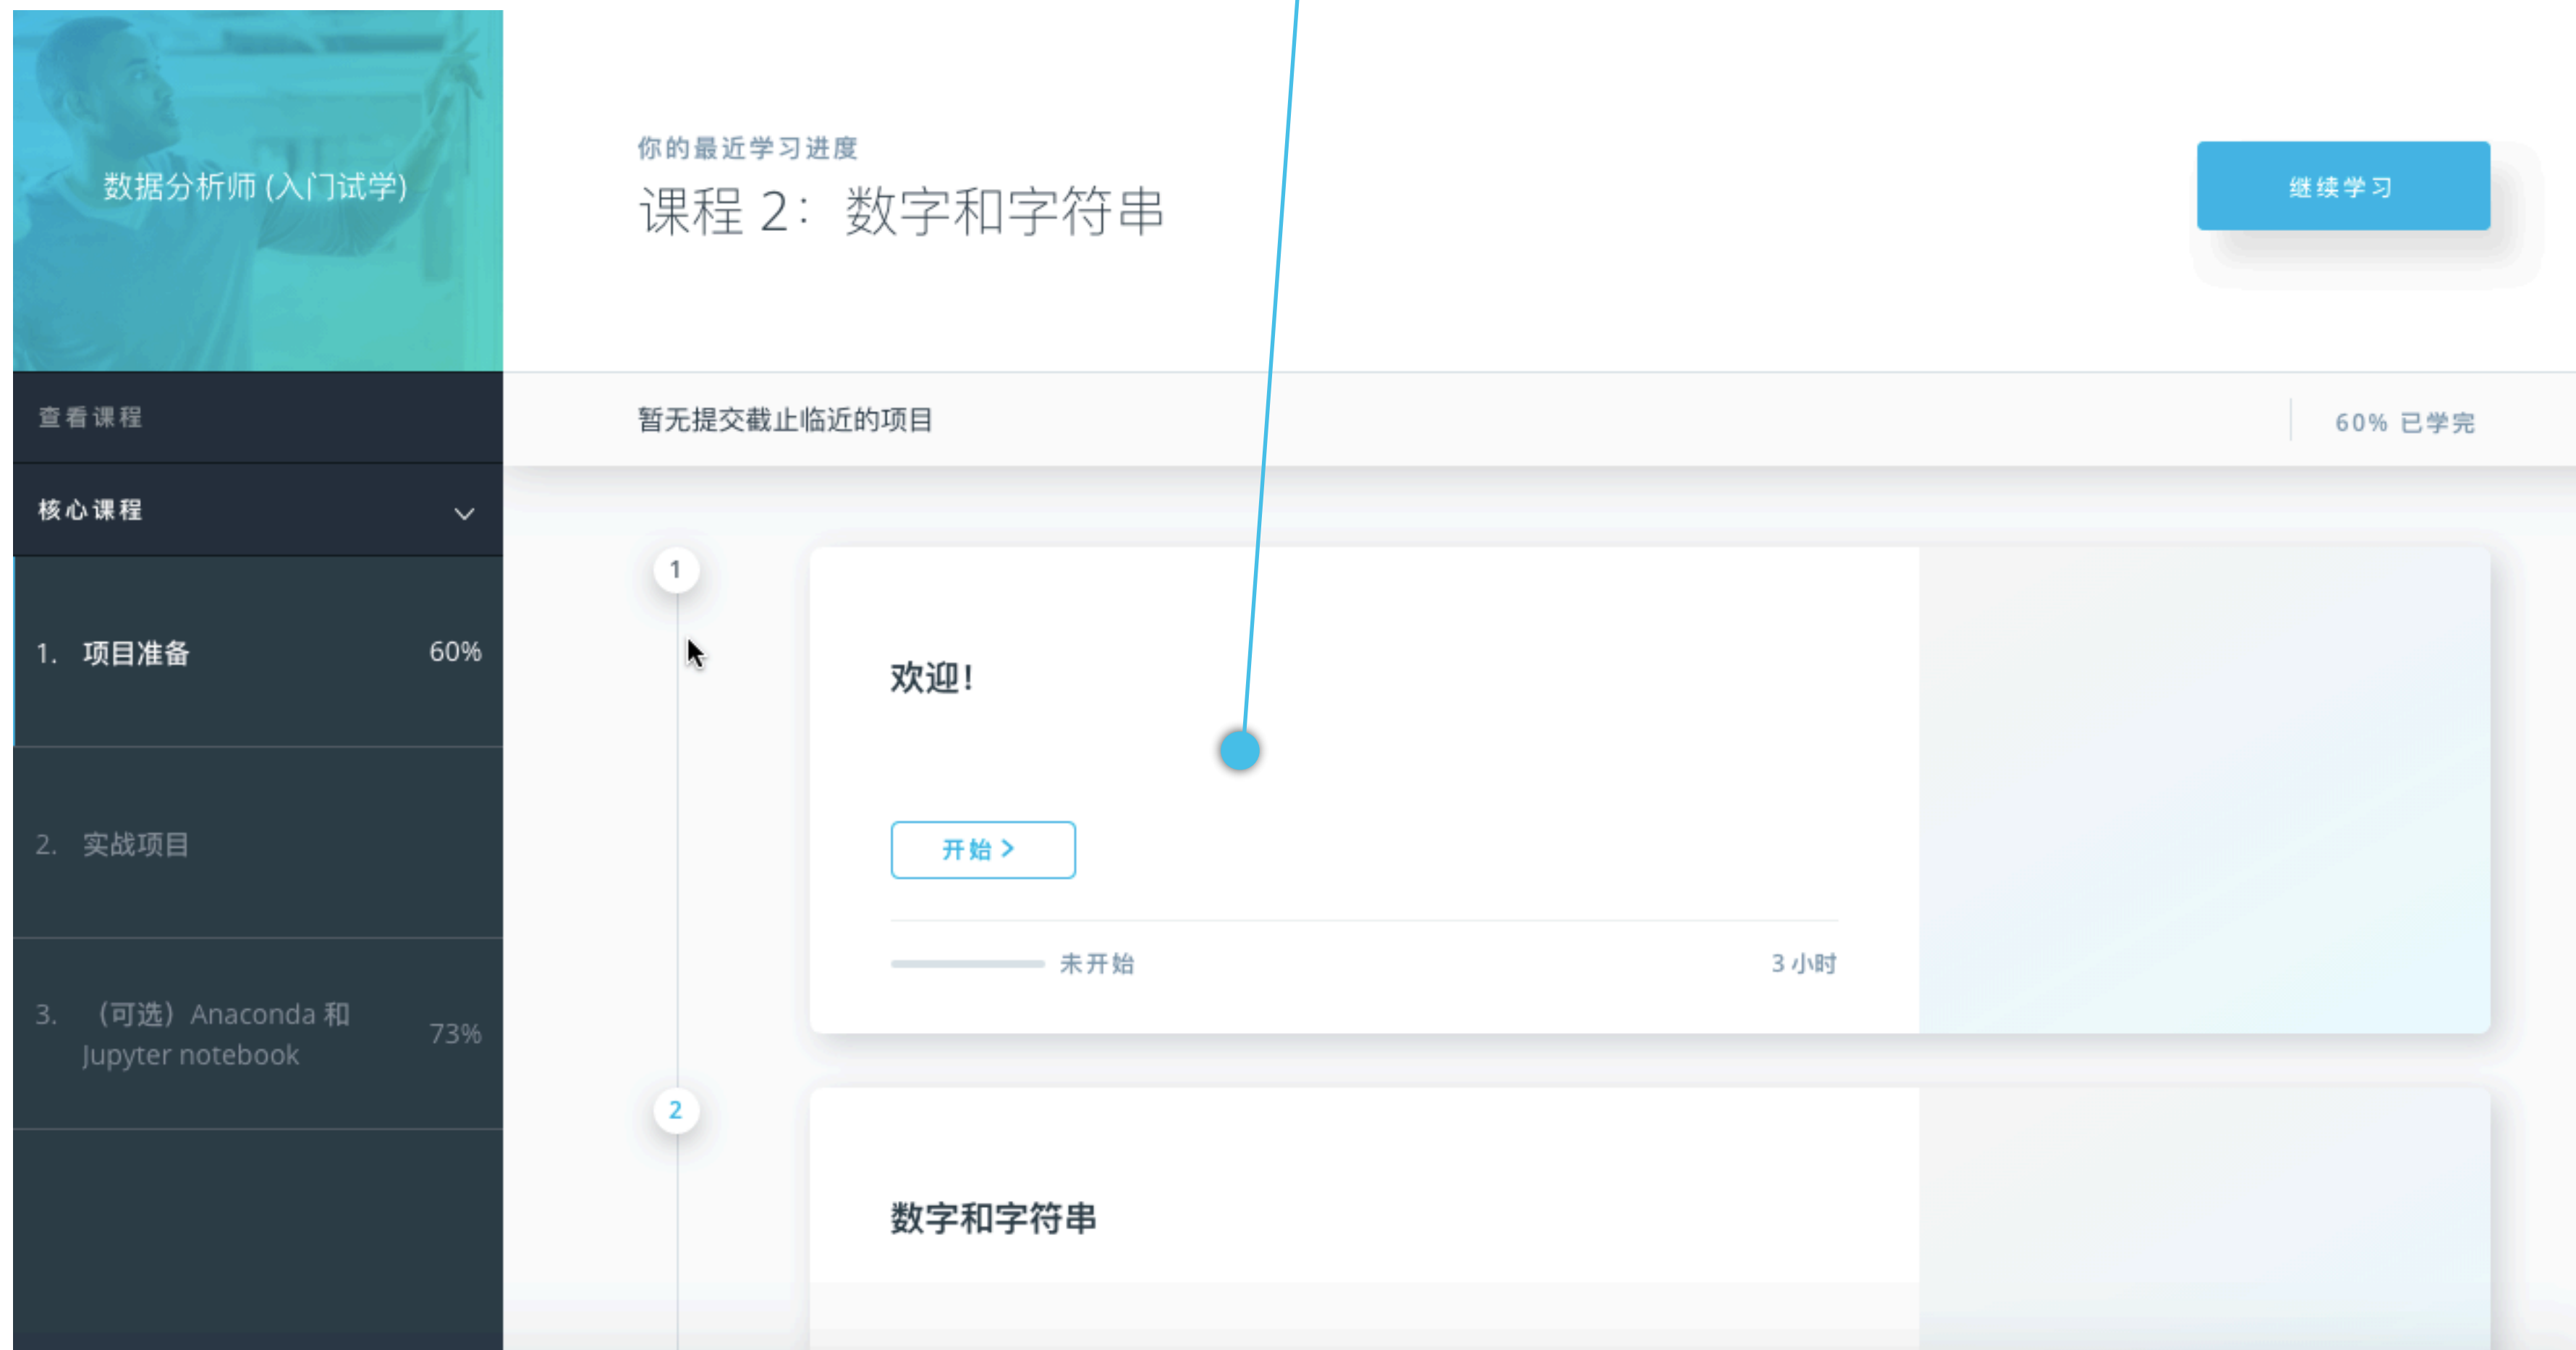 数据分析师 (入门试学)
查看课程
核心课程
1. 项目准备 60%
2. 实战项目
3. （可选）Anaconda 和
Jupyter notebook
73%
你的最近学习进度
课程 2：数字和字符串
继续学习
暂无提交截止临近的项目
60% 已学完
1
欢迎！
开始
未开始
3 小时
2
数字和字符串